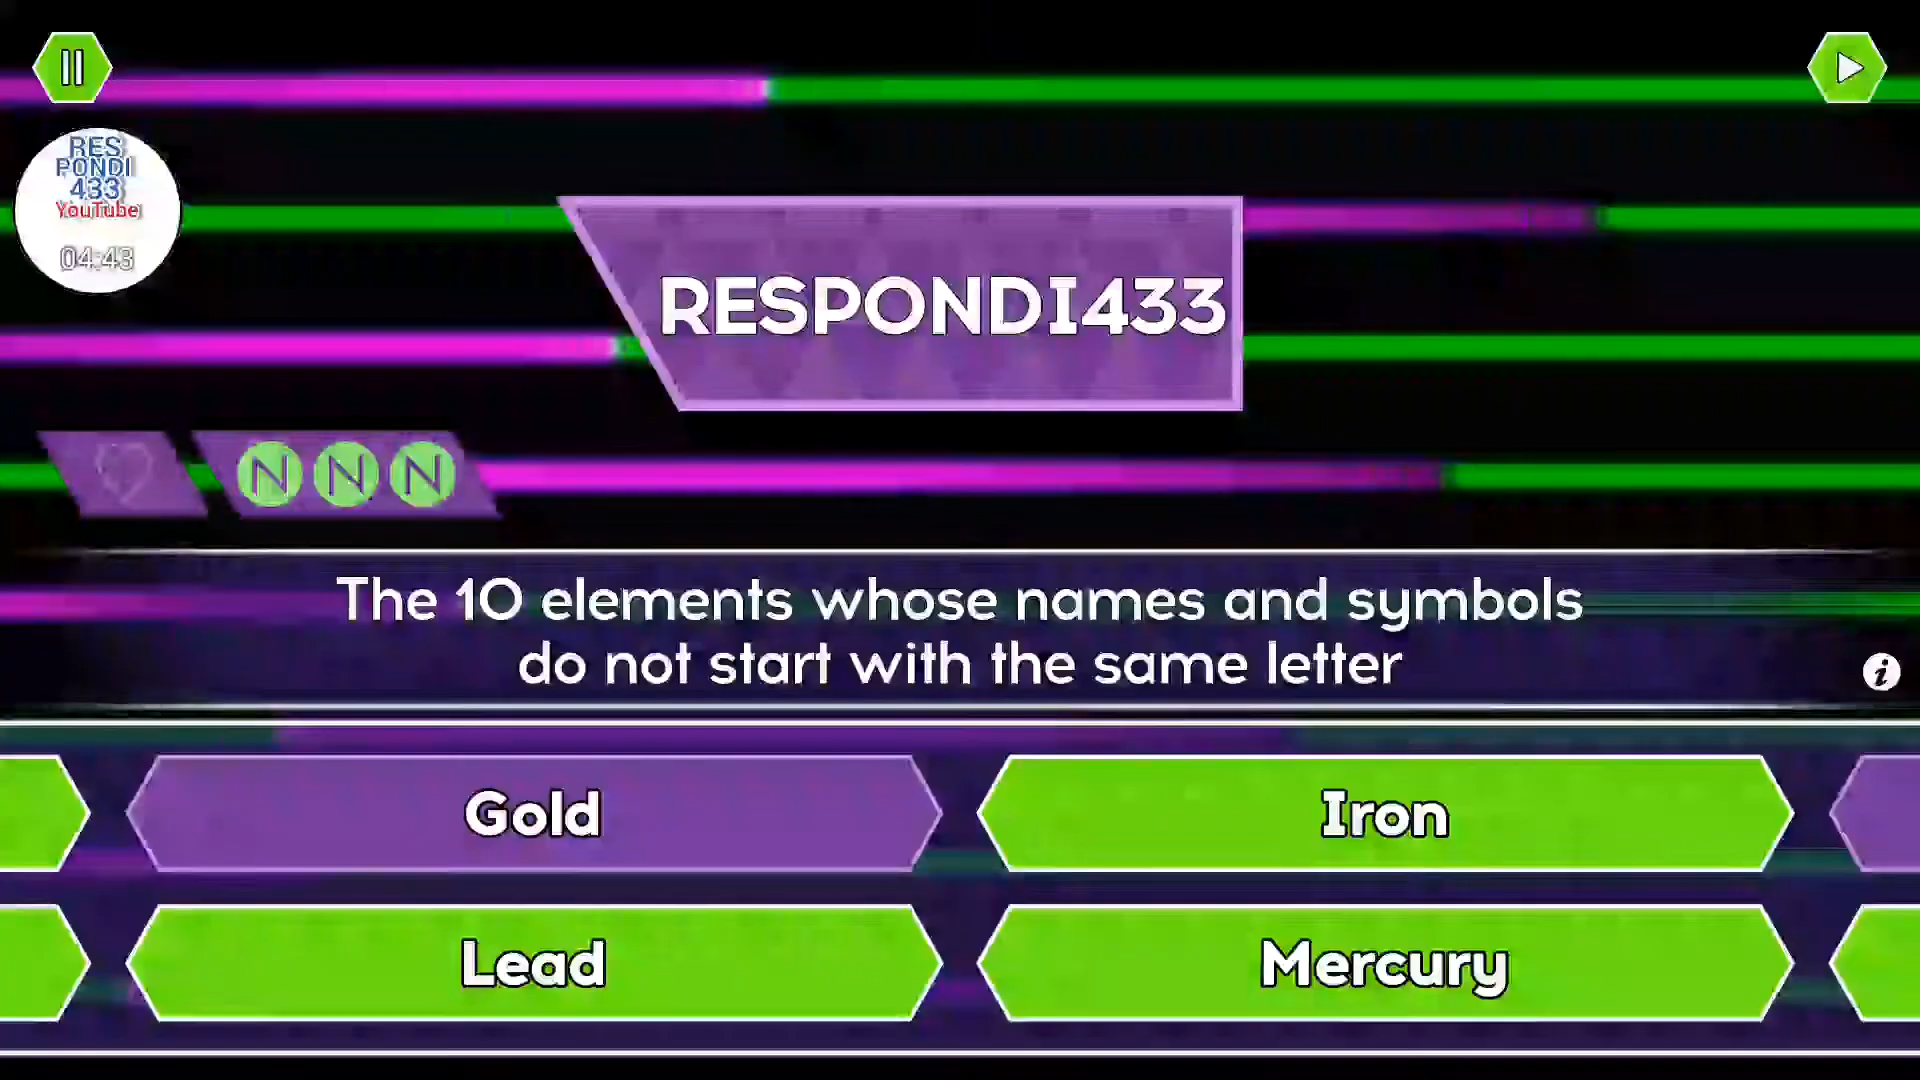 RES
PONDI
433
YouTube
04:43
RESPONDI433
N N N
The 10 elements whose names and symbols
do not start with the same letter
i
Gold
Iron
Lead
Mercury